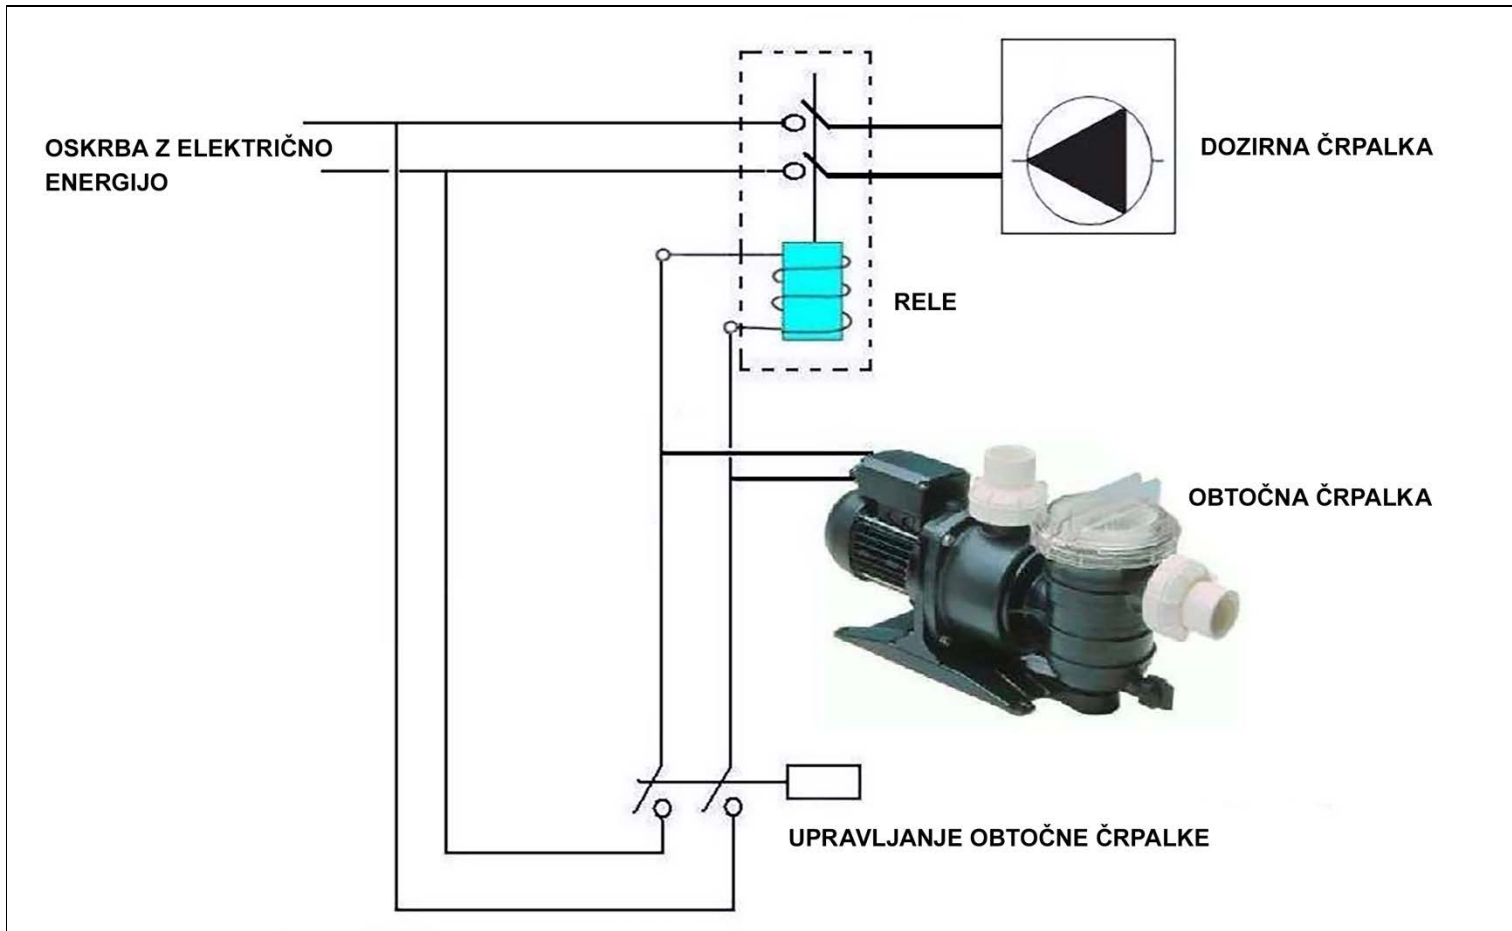 OSKRBA Z ELEKTRIČNO
ENERGIJO
DOZIRNA ČRPALKA
RELE
OBTOČNA ČRPALKA
UPRAVLJANJE OBTOČNE ČRPALKE